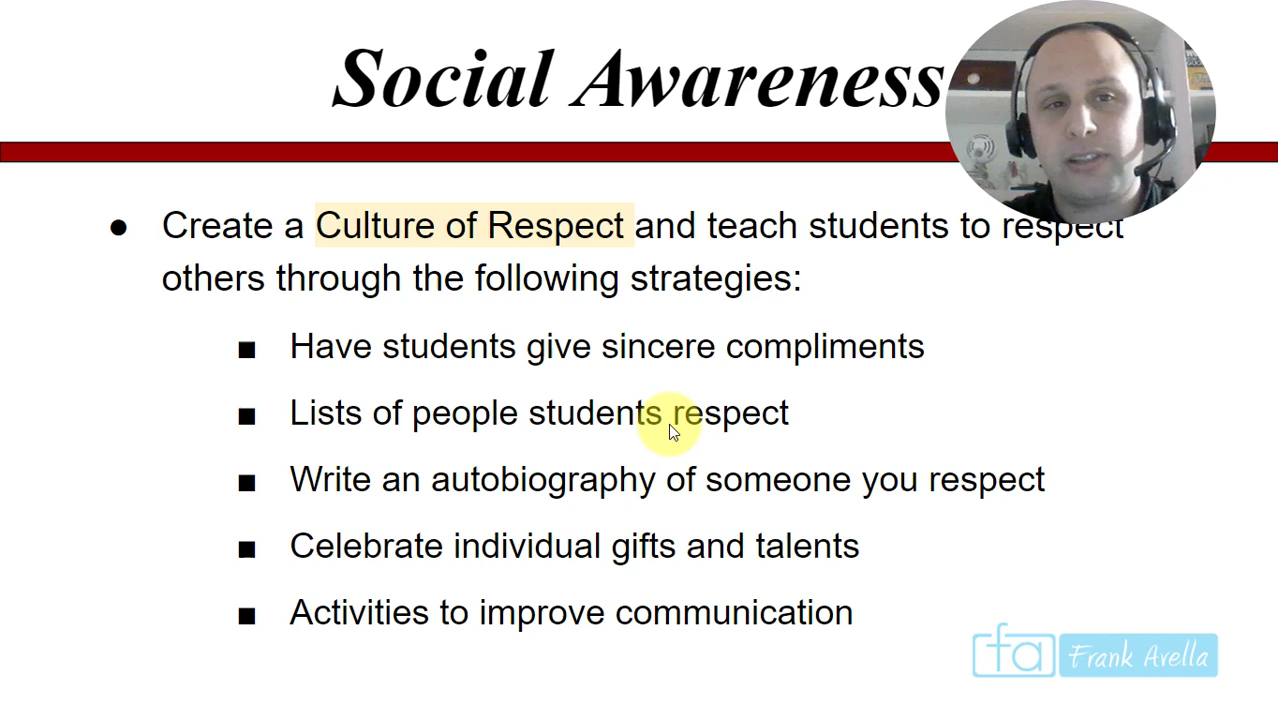 Social Awareness
● Create a Culture of Respect and teach students to respect
others through the following strategies:
■ Have students give sincere compliments
■ Lists of people students respect
■ Write an autobiography of someone you respect
■ Celebrate individual gifts and talents
■ Activities to improve communication
fa Frank Avella